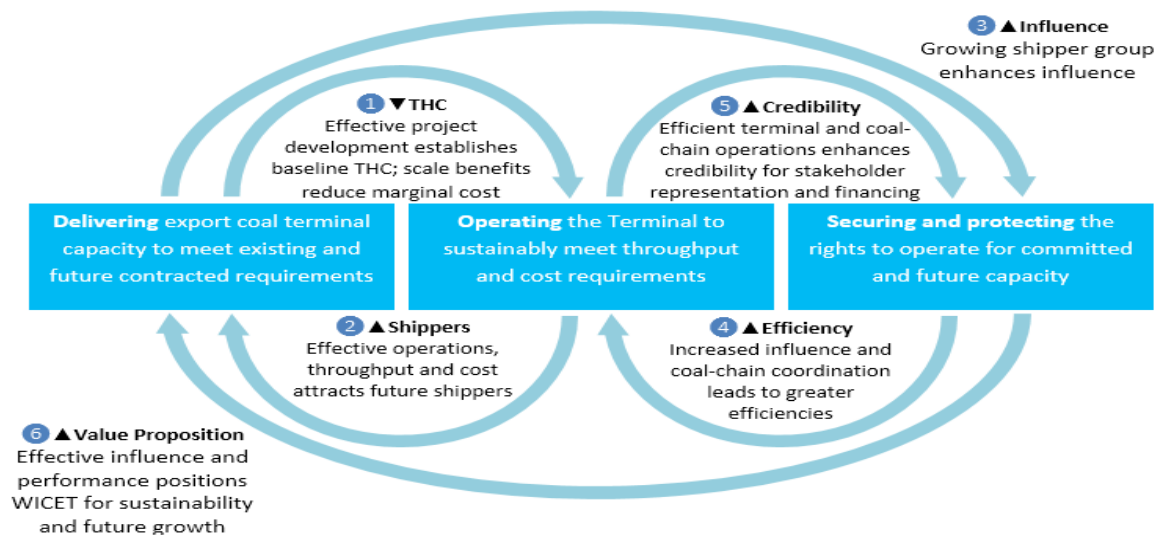 3 ▲Influence
Growing shipper group
enhances influence
1 ▼THC
Effective project
development establishes
baseline THC; scale benefits
reduce marginal cost
5 ▲Credibility
Efficient terminal and coal-
chain operations enhances
credibility for stakeholder
representation and financing
Delivering export coal terminal
capacity to meet existing and
future contracted requirements
Operating the Terminal to
sustainably meet throughput
and cost requirements
Securing and protecting the
rights to operate for committed
and future capacity
2 ▲Shippers
Effective operations,
throughput and cost
attracts future shippers
4 ▲Efficiency
Increased influence and
coal-chain coordination
leads to greater
efficiencies
6 ▲Value Proposition
Effective influence and
performance positions
WICET for sustainability
and future growth